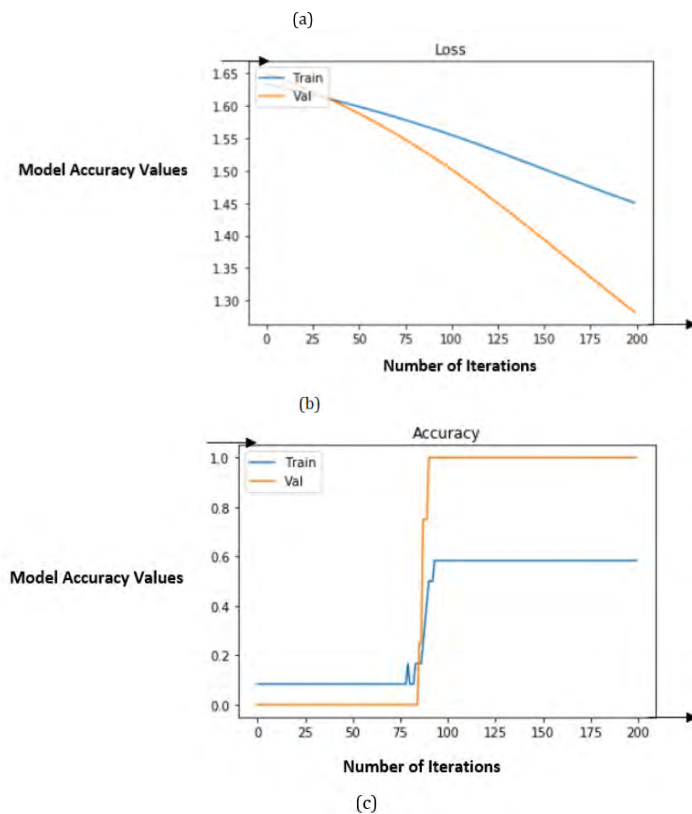 (a)
Loss
1.65
1.60
1.55
1.50
1.45
1.40
1.35
1.30
Train
Val
Model Accuracy Values
0 25 50 75 100 125 150 175 200
Number of Iterations
(b)
Accuracy
1.0
0.8
0.6
0.4
0.2
0.0
Train
Val
Model Accuracy Values
0 25 50 75 100 125 150 175 200
Number of Iterations
(c)